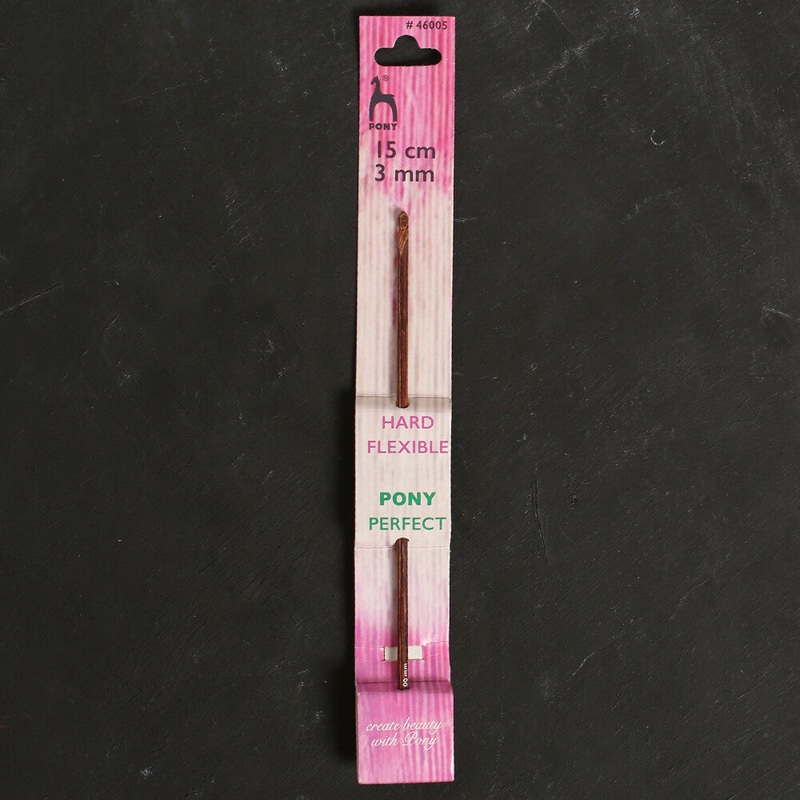 # 46005
PONY
15 cm
3 mm
HARD
FLEXIBLE
PONY
PERFECT
create beauty
with Pony